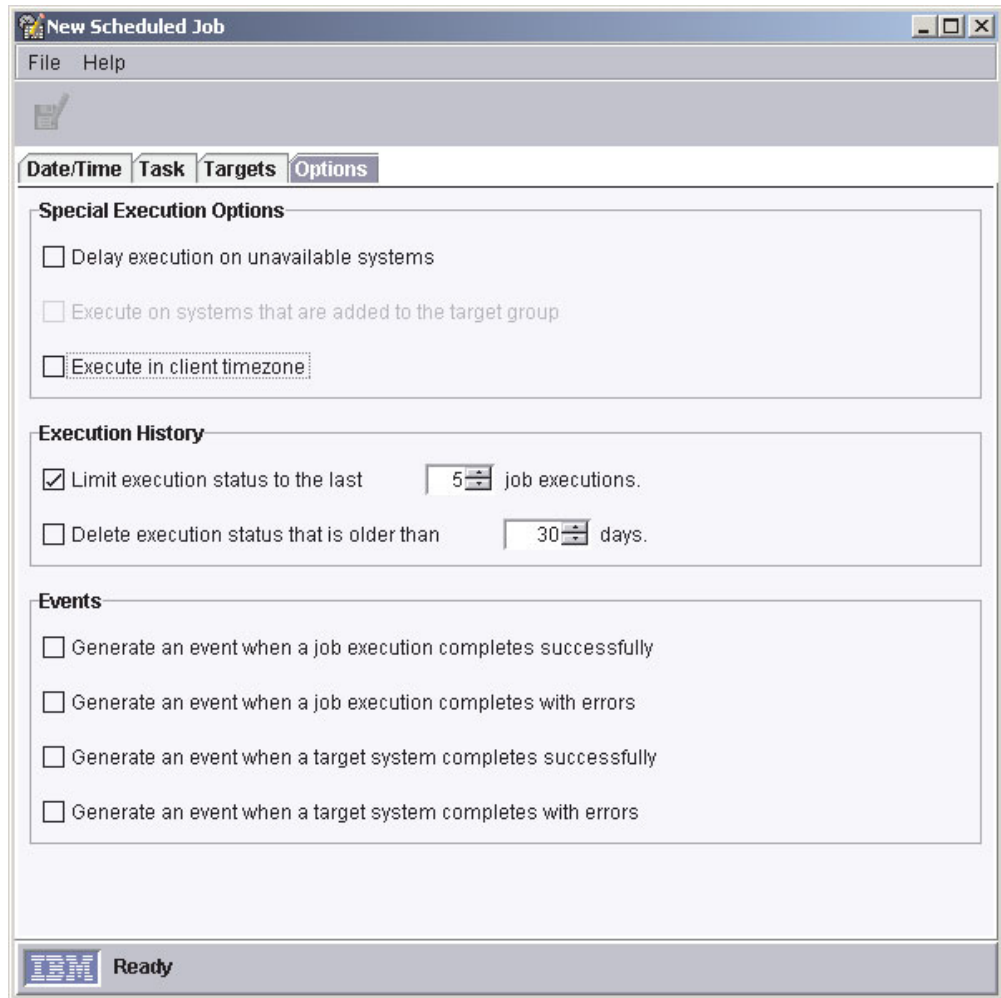 New Scheduled Job
File Help
Date/Time Task Targets Options
Special Execution Options
Delay execution on unavailable systems
Execute on systems that are added to the target group
Execute in client timezone
Execution History
Limit execution status to the last 5 job executions.
Delete execution status that is older than 30 days.
Events
Generate an event when a job execution completes successfully
Generate an event when a job execution completes with errors
Generate an event when a target system completes successfully
Generate an event when a target system completes with errors
IBM Ready